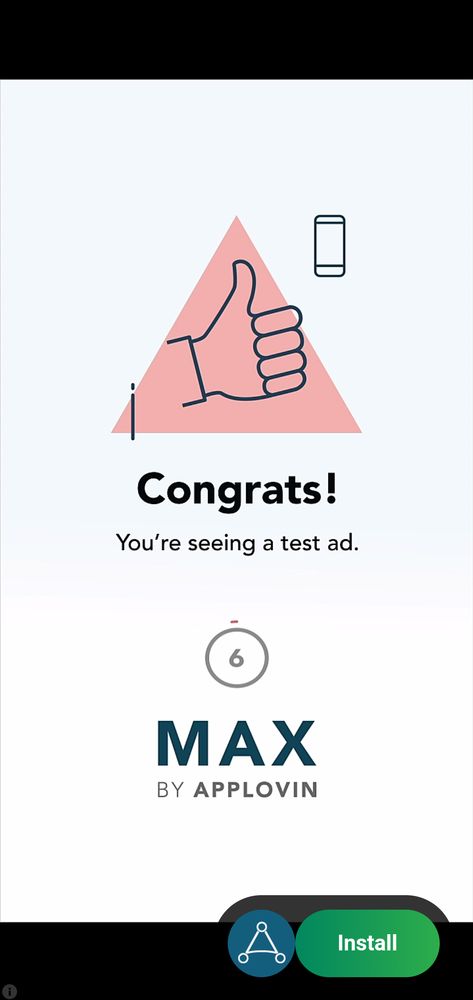 Congrats!
You're seeing a test ad.
6
MAX
BY APPLOVIN
Install
i